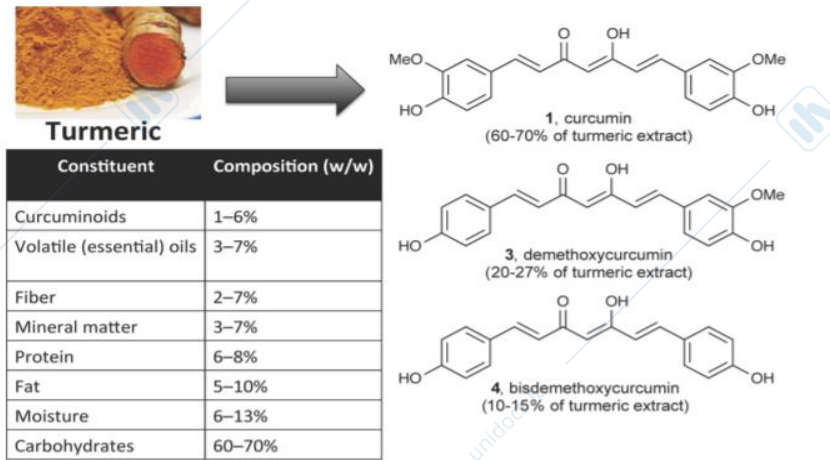 Turmeric
Constituent Composition (w/w)
Curcuminoids 1–6%
Volatile (essential) oils 3–7%
Fiber 2–7%
Mineral matter 3–7%
Protein 6–8%
Fat 5–10%
Moisture 6–13%
Carbohydrates 60–70%
O OH
MeO OMe
HO OH
1, curcumin
(60-70% of turmeric extract)
O OH
OMe
HO OH
3, demethoxycurcumin
(20-27% of turmeric extract)
O OH
HO OH
4, bisdemethoxycurcumin
(10-15% of turmeric extract)